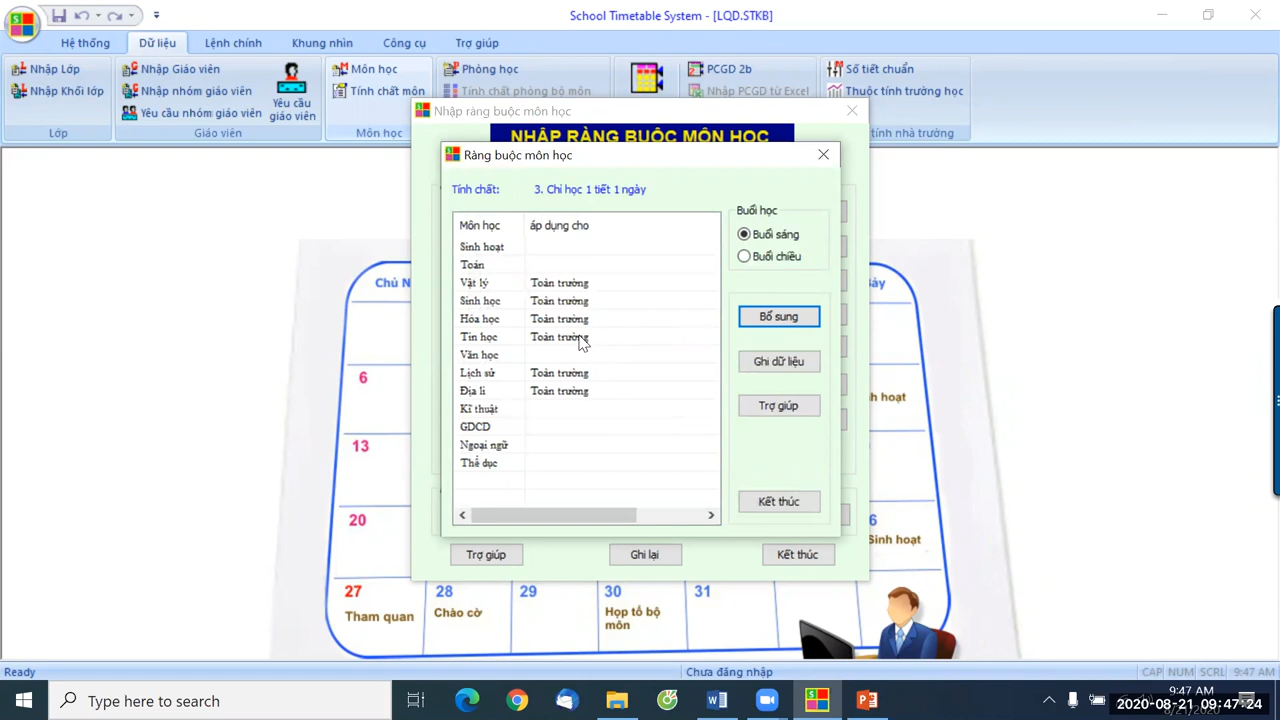 School Timetable System - [LQD.STKB]
Hệ thống
Dữ liệu
Lệnh chính
Khung nhìn
Công cụ
Trợ giúp
Nhập Lớp
Nhập Khối lớp
Lớp
Nhập Giáo viên
Nhập nhóm giáo viên
Yêu cầu nhóm giáo viên
Yêu cầu
giáo viên
Giáo viên
Môn học
Tính chất môn
Môn học
Phòng học
Tính chất phòng bộ môn
PCGD 2b
Nhập PCGD từ Excel
Số tiết chuẩn
Thuộc tính trường học
tính nhà trường
Nhập ràng buộc môn học
NHẬP RÀNG BUỘC MÔN HỌC
Ràng buộc môn học
Tính chất: 3. Chỉ học 1 tiết 1 ngày
Môn học áp dụng cho
Sinh hoạt
Toán
Vật lý Toàn trường
Sinh học Toàn trường
Hóa học Toàn trường
Tin học Toàn trường
Văn học
Lịch sử Toàn trường
Địa lí Toàn trường
Kĩ thuật
GDCD
Ngoại ngữ
Thể dục
Buổi học
Buổi sáng
Buổi chiều
Bổ sung
Ghi dữ liệu
Trợ giúp
Kết thúc
Trợ giúp
Ghi lại
Kết thúc
Chủ N
ảy
6
13
20
6
h hoạt
Sinh hoạt
27
Tham quan
28
Chào cờ
29
30
Họp tổ bộ
môn
31
Ready
Chưa đăng nhập
CAP NUM SCRL 9:47 AM
Type here to search
9:47 AM
2020-08-21 09:47:24